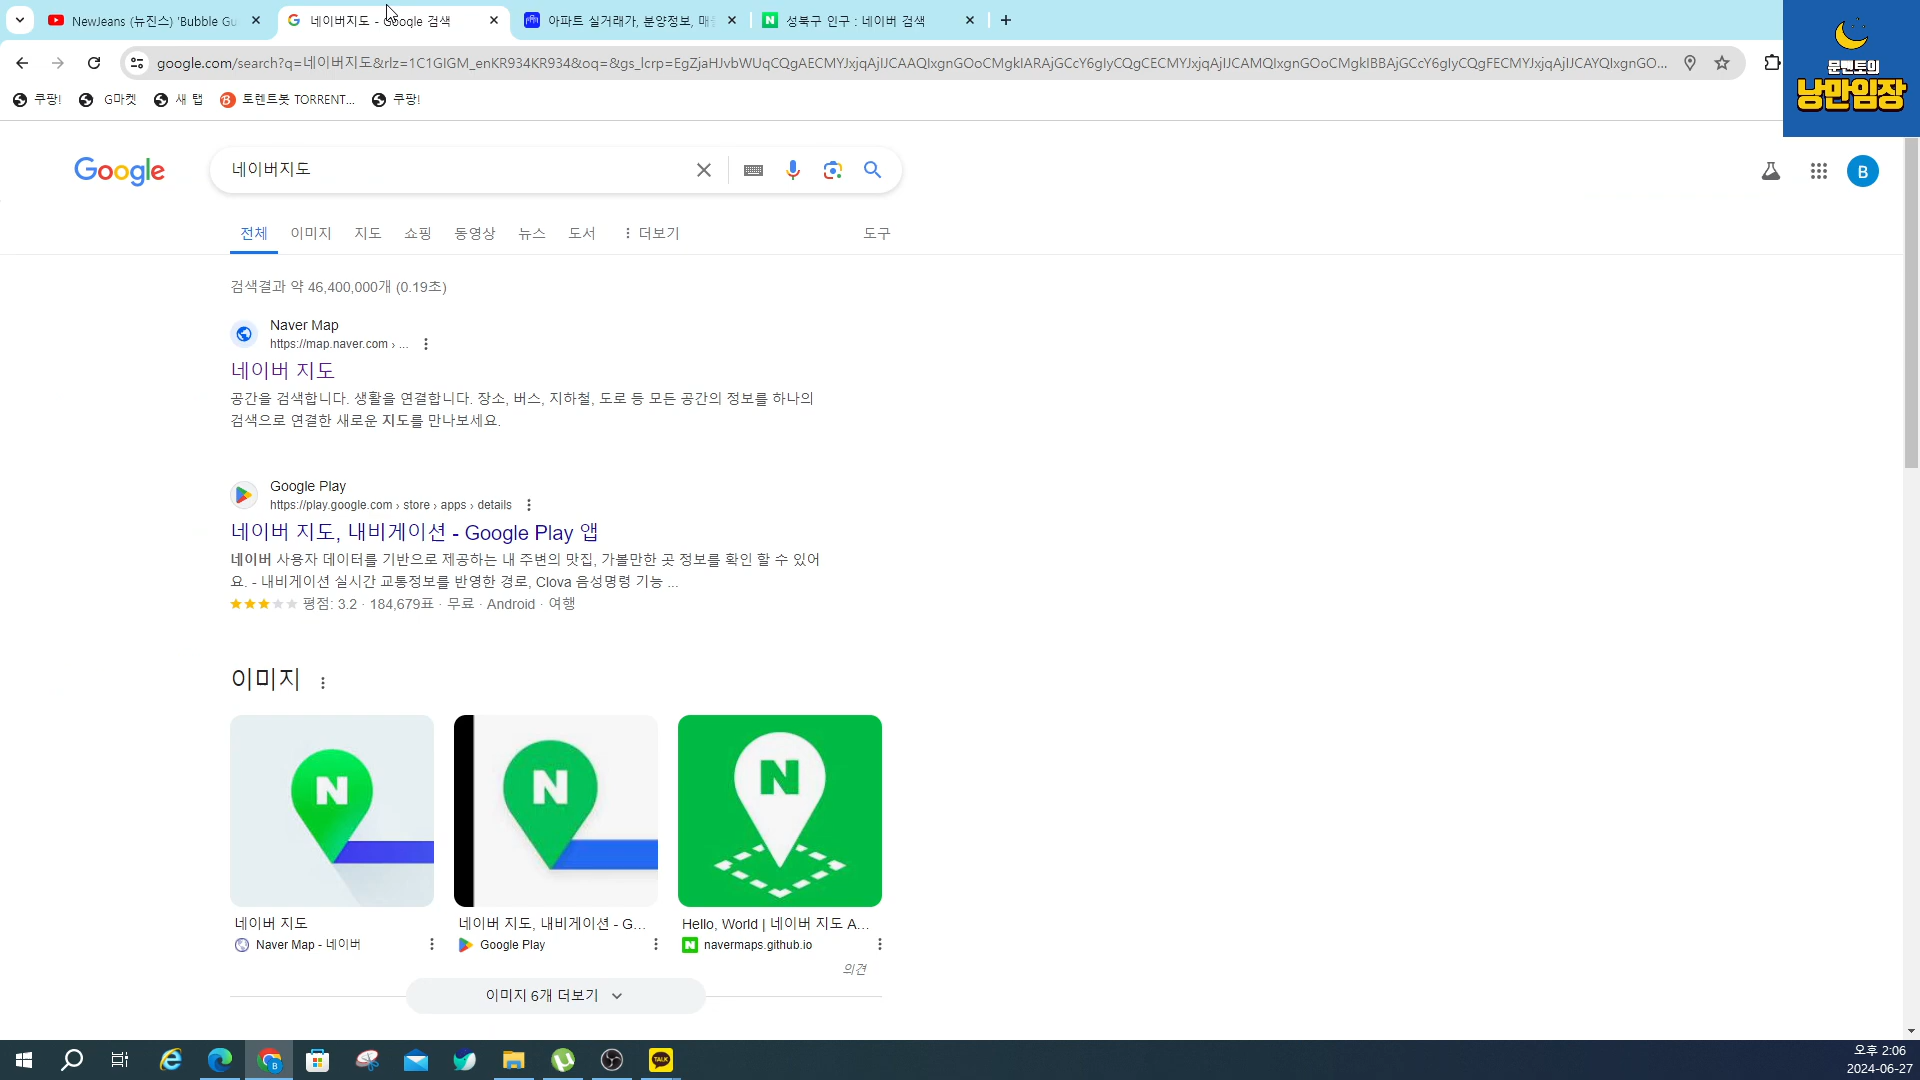 NewJeans (뉴진스) 'Bubble Gu
네이버지도 - Google 검색
아파트 실거래가, 분양정보, 매
성북구 인구 : 네이버 검색
google.com/search?q=네이버지도&rlz=1C1GIGM_enKR934KR934&oq=&gs_lcrp=EgZjaHJvbWUqCQgAECMYJxjqAjIJCAAQIxgnGOoCMgkIARAjGCcY6gIyCQgCECMYJxjqAjIJCAMQIxgnGOoCMgkIBBAjGCcY6gIyCQgFECMYJxjqAjIJCAYQIxgnGO...
쿠팡!
G마켓
새 탭
토렌트봇 TORRENT...
쿠팡!
문멘토의
낭만임장
Google
네이버지도
B
전체
이미지
지도
쇼핑
동영상
뉴스
도서
더보기
도구
검색결과 약 46,400,000개 (0.19초)
Naver Map
https://map.naver.com › ...
네이버 지도
공간을 검색합니다. 생활을 연결합니다. 장소, 버스, 지하철, 도로 등 모든 공간의 정보를 하나의
검색으로 연결한 새로운 지도를 만나보세요.
Google Play
https://play.google.com › store › apps › details
네이버 지도, 내비게이션 - Google Play 앱
네이버 사용자 데이터를 기반으로 제공하는 내 주변의 맛집, 가볼만한 곳 정보를 확인 할 수 있어
요. - 내비게이션 실시간 교통정보를 반영한 경로, Clova 음성명령 기능 ...
평점: 3.2 · 184,679표 · 무료 · Android · 여행
이미지
N
N
N
네이버 지도
Naver Map - 네이버
네이버 지도, 내비게이션 - G...
Google Play
Hello, World | 네이버 지도 A...
navermaps.github.io
의견
이미지 6개 더보기
TALK
오후 2:06
2024-06-27